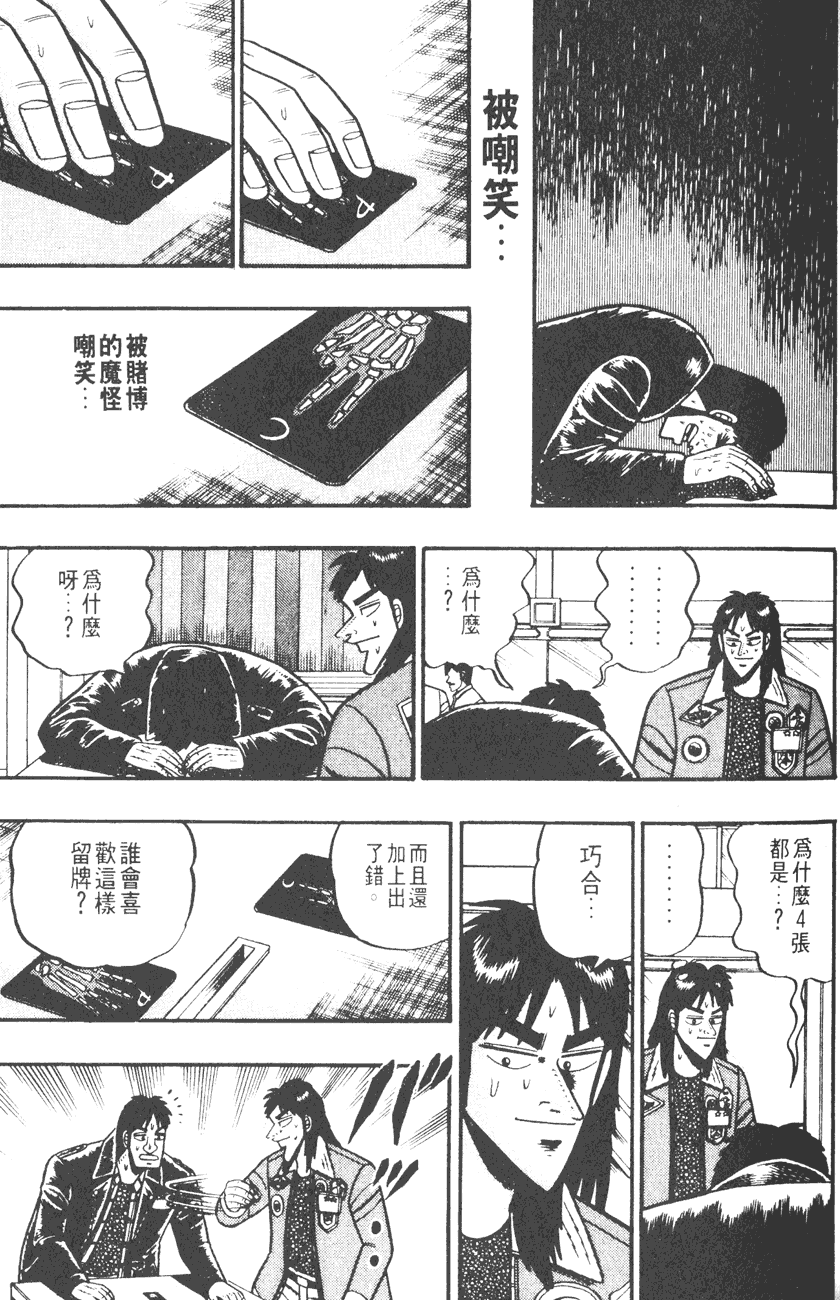 被嘲笑…
被賭博
的魔怪
嘲笑…
………
………
爲什麼
…?
爲什麼
呀…?
爲什麼4張
都是…?
………
巧合…
而且還
加上出
了錯。
誰會喜
歡這樣
留牌?